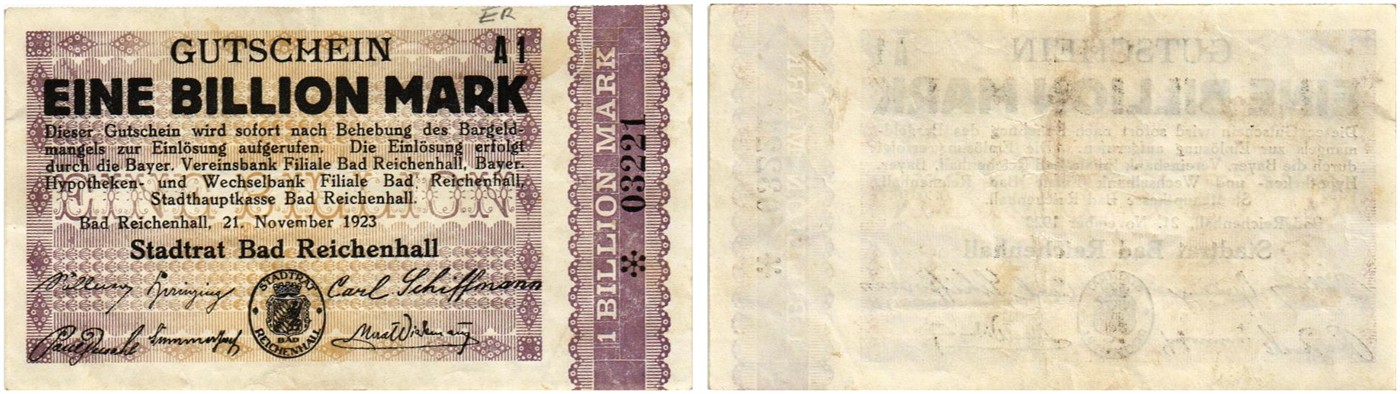 ER
GUTSCHEIN A 1
EINE BILLION MARK
Dieser Gutschein wird sofort nach Behebung des Bargeld-
mangels zur Einlösung aufgerufen. Die Einlösung erfolgt
durch die Bayer. Vereinsbank Filiale Bad Reichenhall, Bayer.
Hypotheken- und Wechselbank Filiale Bad Reichenhall,
Stadthauptkasse Bad Reichenhall.
Bad Reichenhall, 21. November 1923
Stadtrat Bad Reichenhall
Carl Schiffmann
STADTRAT
BAD
REICHENHALL
1 BILLION MARK
* 03221